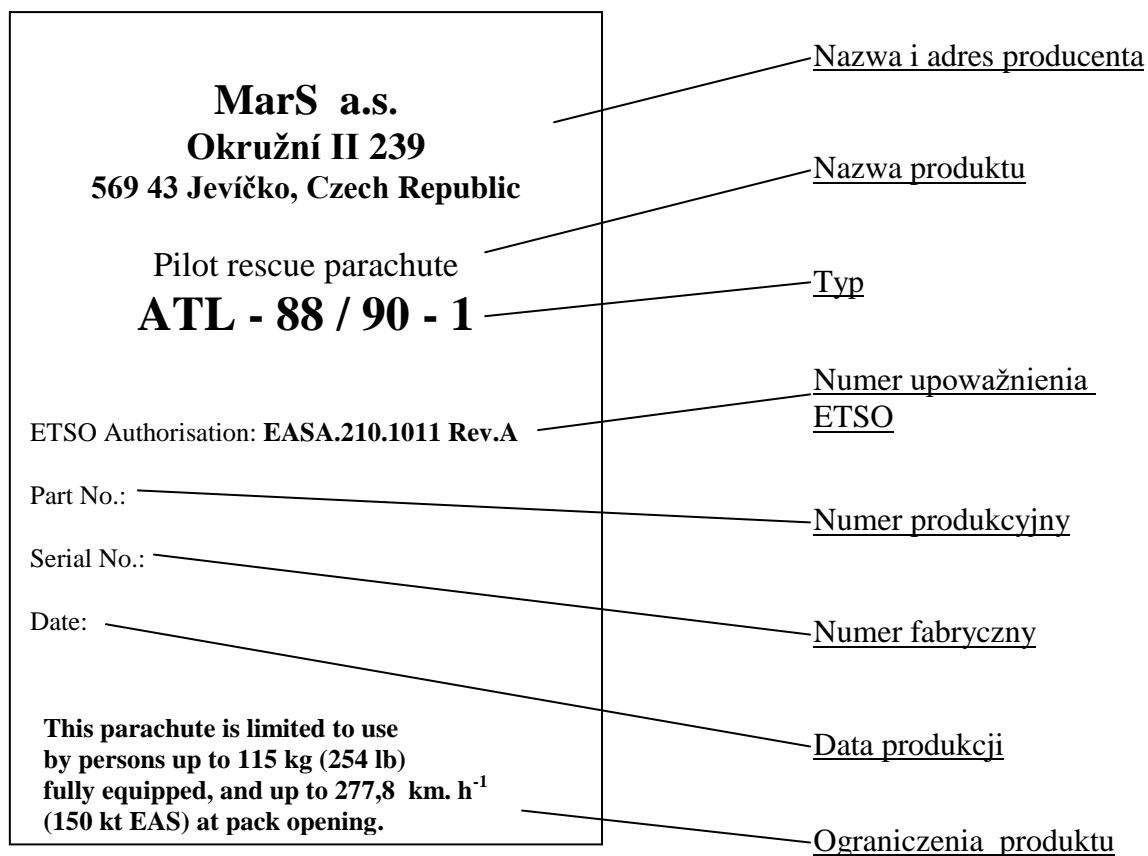 MarS a.s.
Okružní II 239
569 43 Jevíčko, Czech Republic
Pilot rescue parachute
ATL - 88 / 90 - 1
ETSO Authorisation: EASA.210.1011 Rev.A
Part No.:
Serial No.:
Date:
This parachute is limited to use
by persons up to 115 kg (254 lb)
fully equipped, and up to 277,8 km. h⁻¹
(150 kt EAS) at pack opening.
Nazwa i adres producenta
Nazwa produktu
Typ
Numer upoważnienia
ETSO
Numer produkcyjny
Numer fabryczny
Data produkcji
Ograniczenia produktu